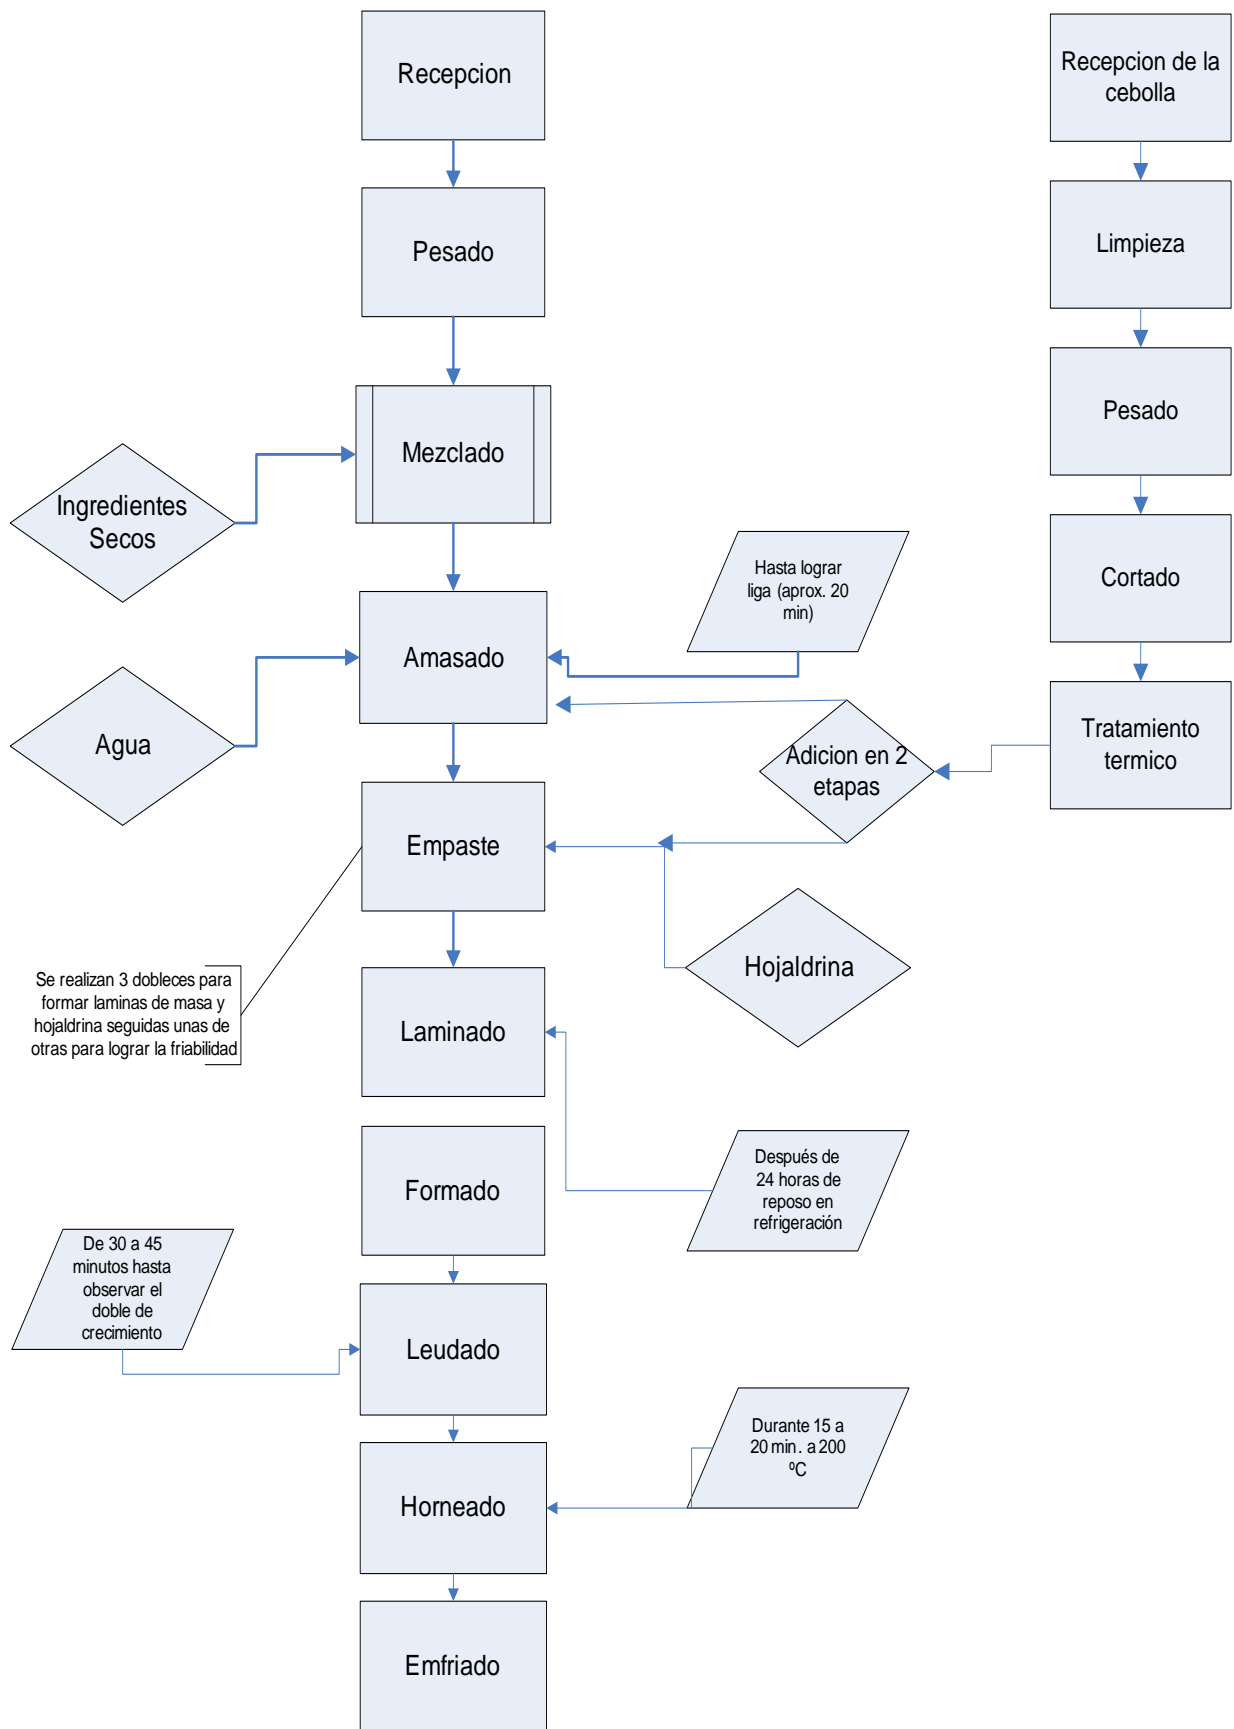 Recepcion
Recepcion de la
cebolla
Pesado
Limpieza
Mezclado
Pesado
Ingredientes
Secos
Hasta lograr
liga (aprox. 20
min)
Cortado
Amasado
Agua
Adicion en 2
etapas
Tratamiento
termico
Empaste
Hojaldrina
Se realizan 3 dobleces para
formar laminas de masa y
hojaldrina seguidas unas de
otras para lograr la friabilidad
Laminado
Formado
Después de
24 horas de
reposo en
refrigeración
De 30 a 45
minutos hasta
observar el
doble de
crecimiento
Leudado
Durante 15 a
20 min. a 200
ºC
Horneado
Emfriado